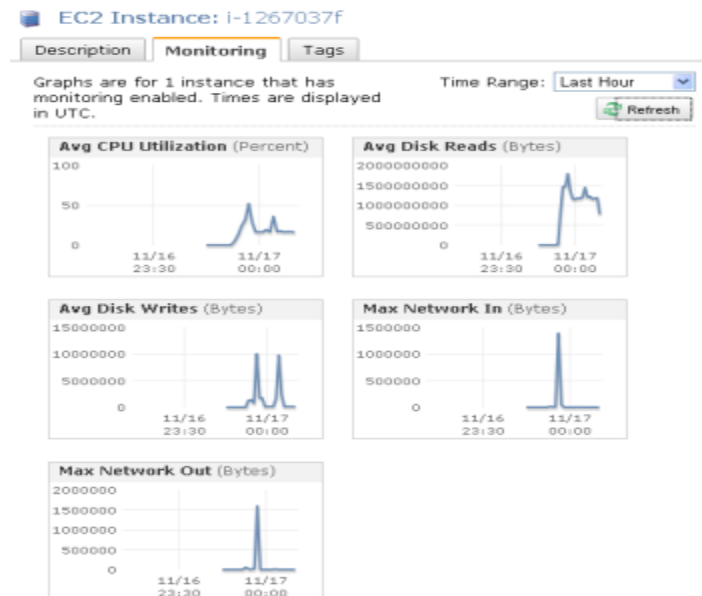 EC2 Instance: i-1267037f
Description Monitoring Tags
Graphs are for 1 instance that has
monitoring enabled. Times are displayed
in UTC.
Time Range: Last Hour
Refresh
Avg CPU Utilization (Percent)
100
50
0
11/16 11/17
23:30 00:00
Avg Disk Reads (Bytes)
2000000000
1500000000
1000000000
500000000
0
11/16 11/17
23:30 00:00
Avg Disk Writes (Bytes)
15000000
10000000
5000000
0
11/16 11/17
23:30 00:00
Max Network In (Bytes)
1500000
1000000
500000
0
11/16 11/17
23:30 00:00
Max Network Out (Bytes)
2000000
1500000
1000000
500000
0
11/16 11/17
23:30 00:00